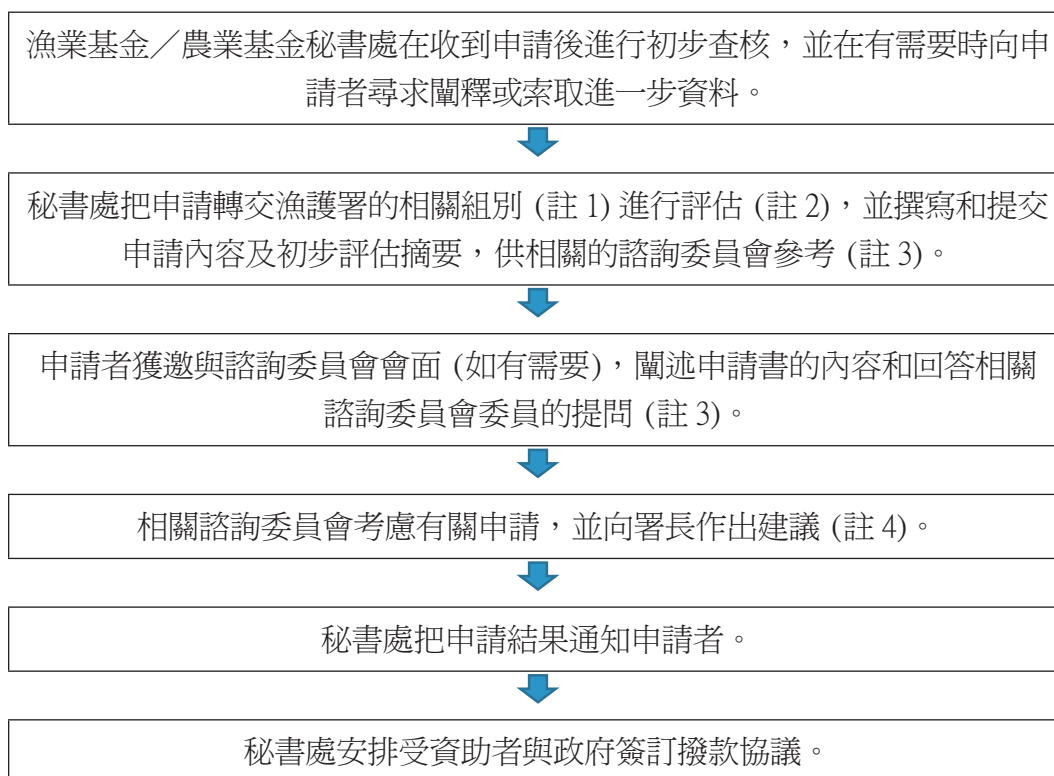 漁業基金／農業基金秘書處在收到申請後進行初步查核，並在有需要時向申
請者尋求闡釋或索取進一步資料。
秘書處把申請轉交漁護署的相關組別 (註 1) 進行評估 (註 2)，並撰寫和提交
申請內容及初步評估摘要，供相關的諮詢委員會參考 (註 3)。
申請者獲邀與諮詢委員會會面 (如有需要)，闡述申請書的內容和回答相關
諮詢委員會委員的提問 (註 3)。
相關諮詢委員會考慮有關申請，並向署長作出建議 (註 4)。
秘書處把申請結果通知申請者。
秘書處安排受資助者與政府簽訂撥款協議。